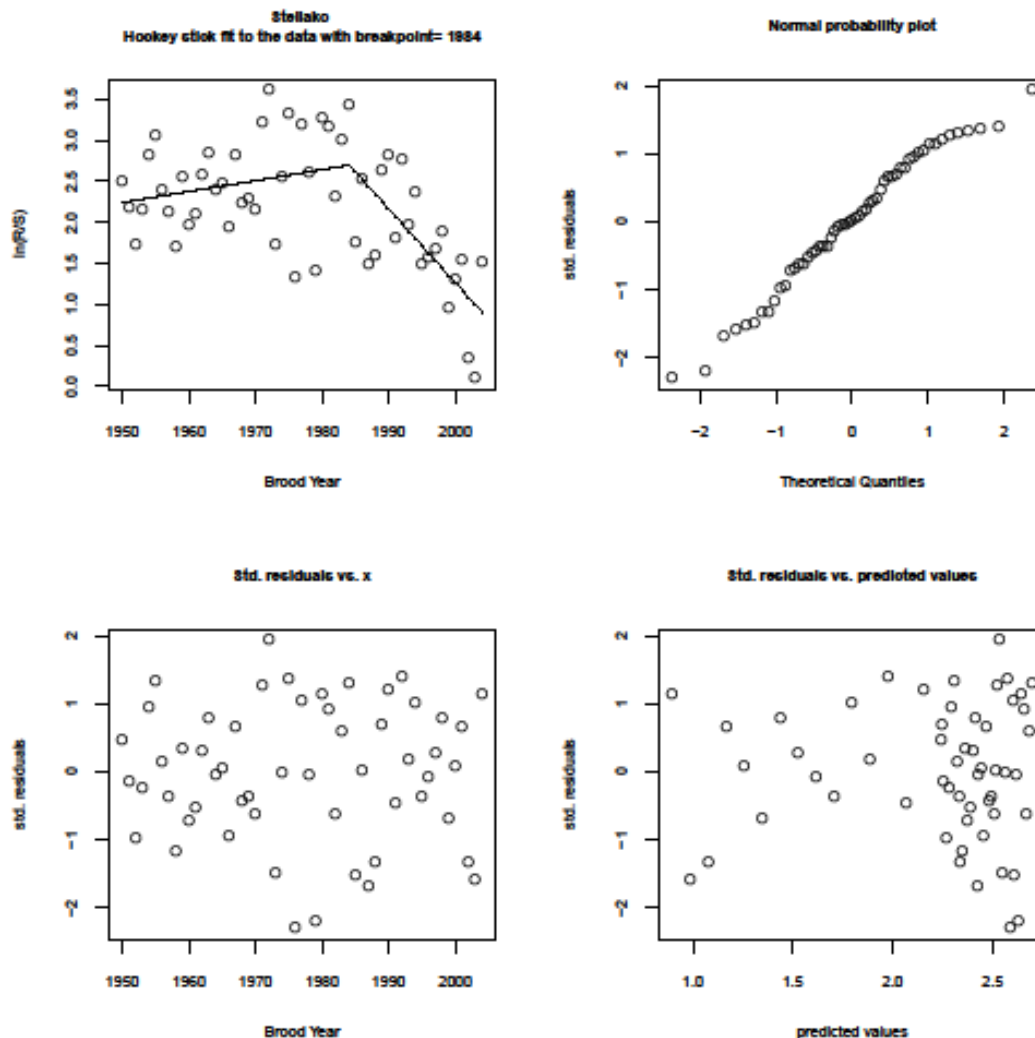 Stellako
Hookey stick fit to the data with breakpoint= 1984
ln(R/S)
0.0 0.5 1.0 1.5 2.0 2.5 3.0 3.5
1950 1960 1970 1980 1990 2000
Brood Year
Normal probability plot
std. residuals
−2 −1 0 1 2
−2 −1 0 1 2
Theoretical Quantiles
Std. residuals vs. x
std. residuals
−2 −1 0 1 2
1950 1960 1970 1980 1990 2000
Brood Year
Std. residuals vs. predicted values
std. residuals
−2 −1 0 1 2
1.0 1.5 2.0 2.5
predicted values